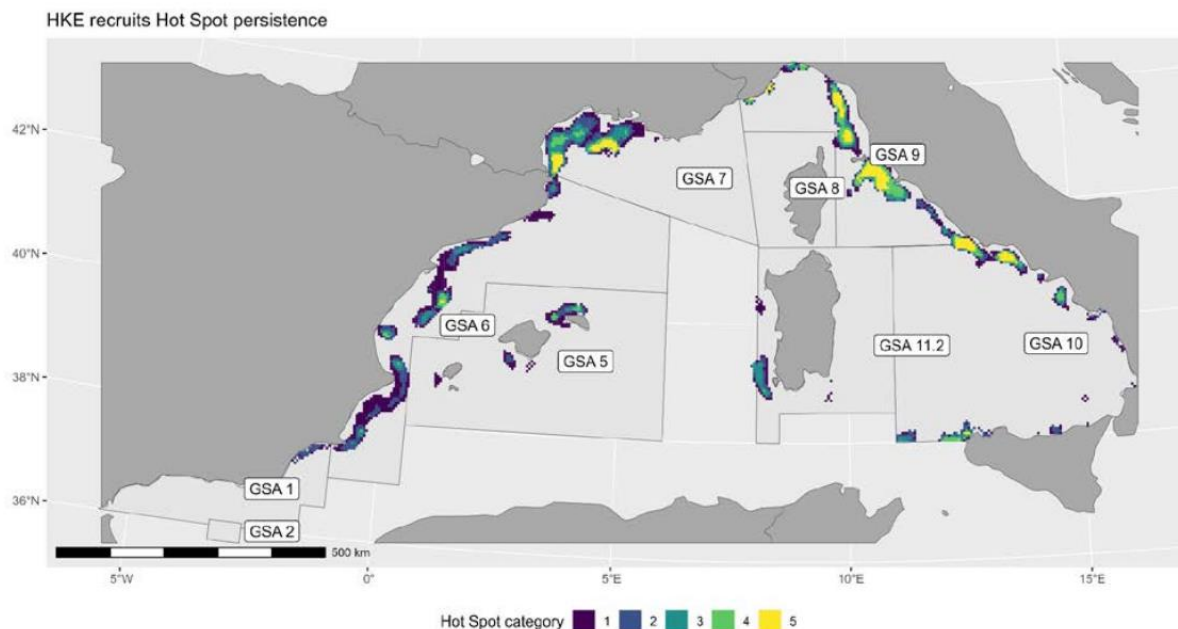 HKE recruits Hot Spot persistence
42°N
40°N
38°N
36°N
GSA 7
GSA 8
GSA 9
GSA 6
GSA 5
GSA 11.2
GSA 10
GSA 1
GSA 2
500 km
5°W
0°
5°E
10°E
15°E
Hot Spot category 1 2 3 4 5